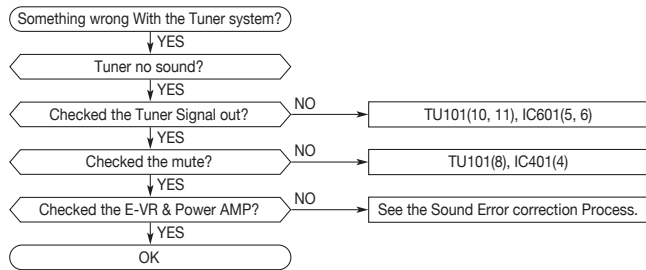 Something wrong With the Tuner system?
YES
Tuner no sound?
YES
Checked the Tuner Signal out?
NO
TU101(10, 11), IC601(5, 6)
YES
Checked the mute?
NO
TU101(8), IC401(4)
YES
Checked the E-VR & Power AMP?
NO
See the Sound Error correction Process.
YES
OK